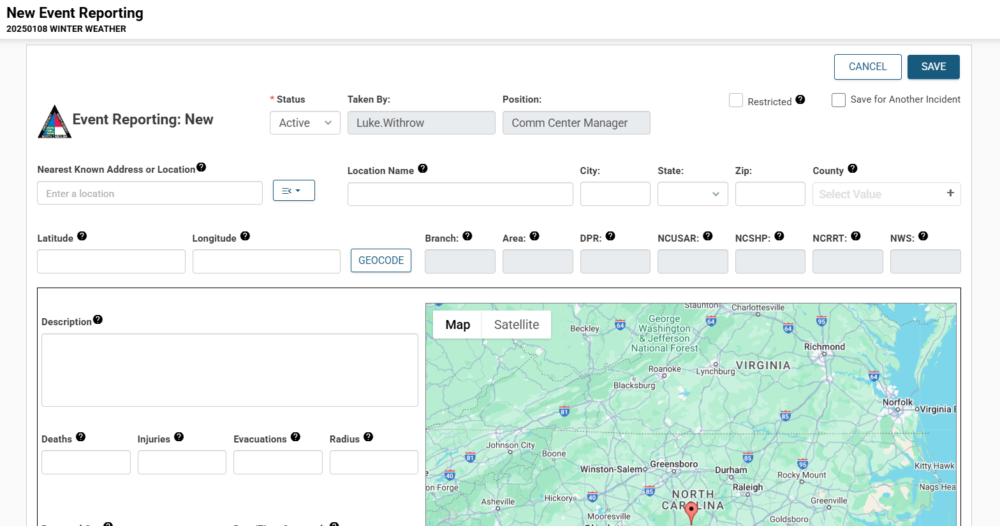 New Event Reporting
20250108 WINTER WEATHER
CANCEL
SAVE
* Status
Taken By:
Position:
Restricted
Save for Another Incident
Event Reporting: New
Active
Luke.Withrow
Comm Center Manager
NORTH CAROLINA
Nearest Known Address or Location
Location Name
City:
State:
Zip:
County
Enter a location
Select Value
Latitude
Longitude
GEOCODE
Branch:
Area:
DPR:
NCUSAR:
NCSHP:
NCRRT:
NWS:
Description
Deaths
Injuries
Evacuations
Radius
Map
Satellite
Staunton
Charlottesville
Beckley
64
George
Washington
& Jefferson
National Forest
64
64
95
Richmond
Roanoke
Lynchburg
VIRGINIA
Blacksburg
64
81
85
Norfolk
Virginia B
Johnson City
Boone
81
Winston-Salem
Greensboro
85
Durham
95
Rocky Mount
Kitty Hawk
40
on Forge
Raleigh
Nags Hea
Asheville
Hickory
40
85
NORTH
CAROLINA
Greenville
Mooresville
Goldsboro